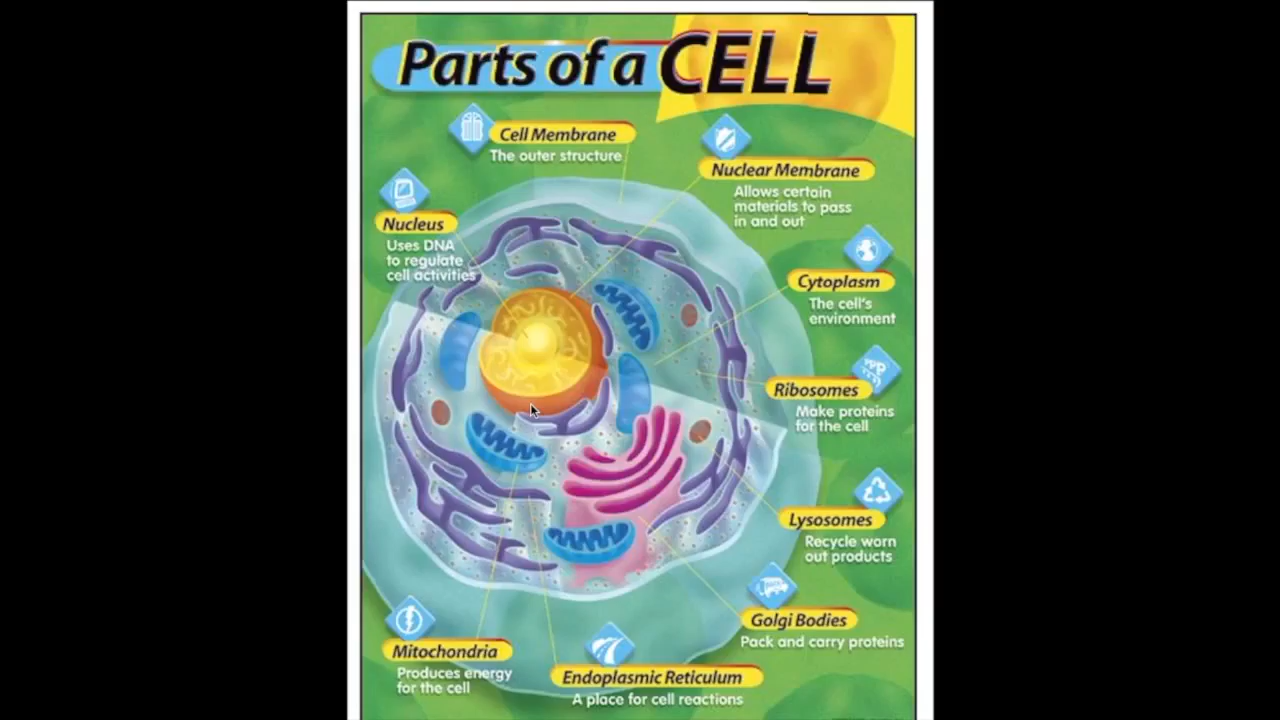 Parts of a CELL
Cell Membrane
The outer structure
Nuclear Membrane
Allows certain
materials to pass
in and out
Nucleus
Uses DNA
to regulate
cell activities
Cytoplasm
The cell's
environment
Ribosomes
Make proteins
for the cell
Lysosomes
Recycle worn
out products
Golgi Bodies
Pack and carry proteins
Mitochondria
Produces energy
for the cell
Endoplasmic Reticulum
A place for cell reactions